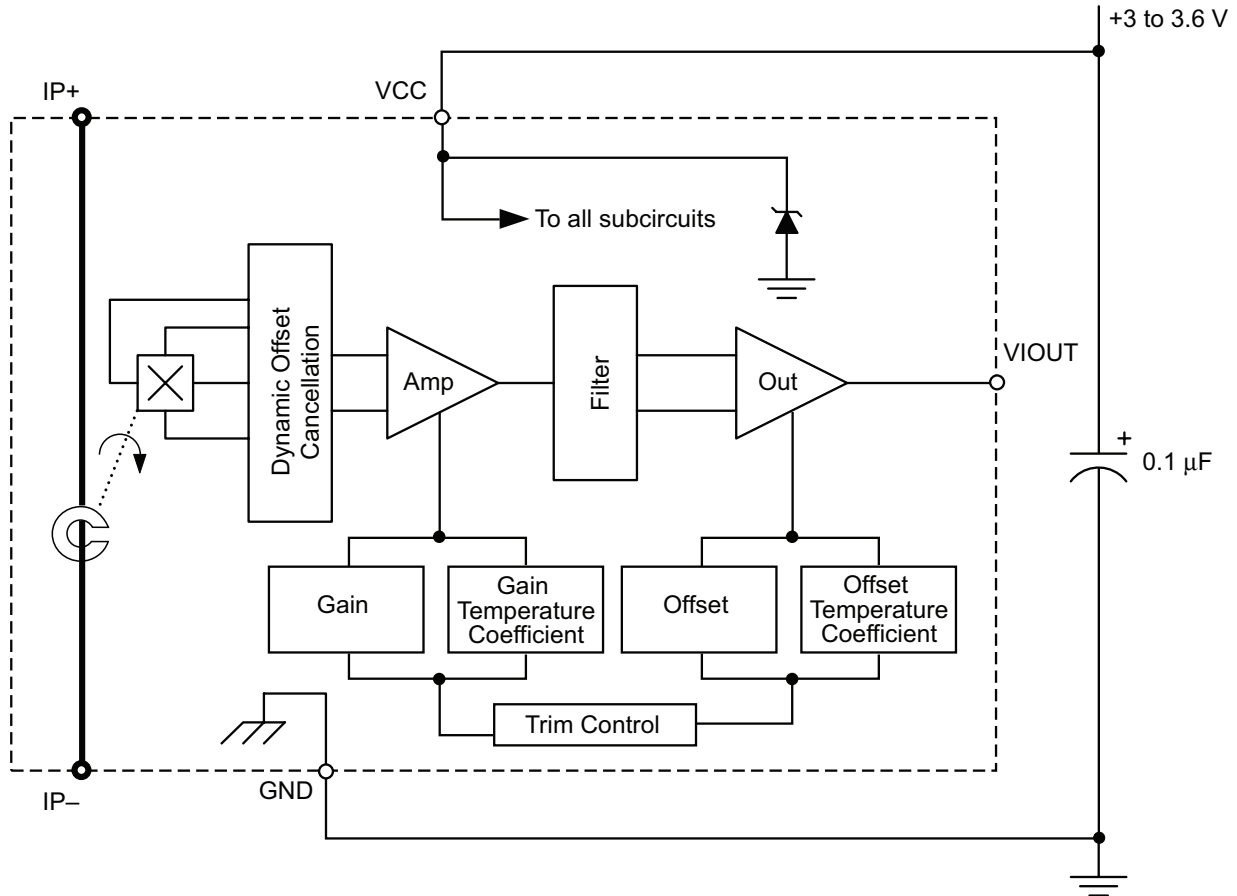 +3 to 3.6 V
IP+
VCC
To all subcircuits
Dynamic Offset
Cancellation
Amp
Filter
Out
VIOUT
+
0.1 μF
Gain
Gain
Temperature
Coefficient
Offset
Offset
Temperature
Coefficient
Trim Control
GND
IP–